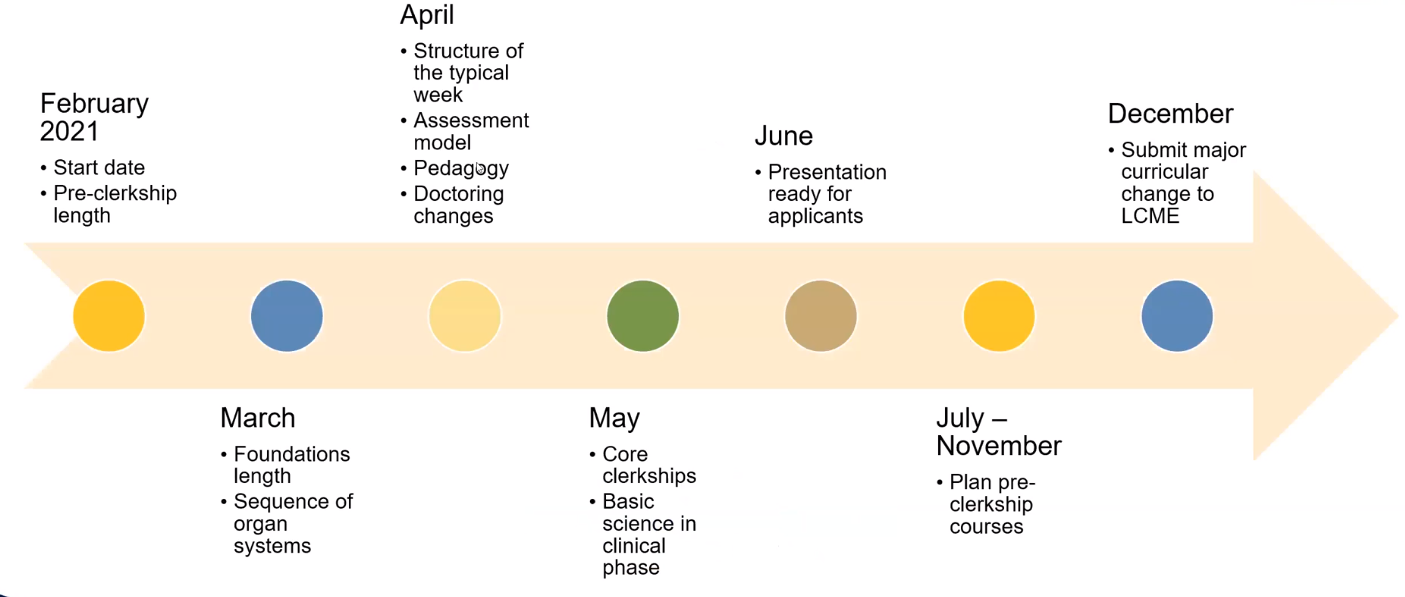 February
2021
• Start date
• Pre-clerkship
length
March
• Foundations
length
• Sequence of
organ
systems
April
• Structure of
the typical
week
• Assessment
model
• Pedagogy
• Doctoring
changes
May
• Core
clerkships
• Basic
science in
clinical
phase
June
• Presentation
ready for
applicants
July –
November
• Plan pre-
clerkship
courses
December
• Submit major
curricular
change to
LCME